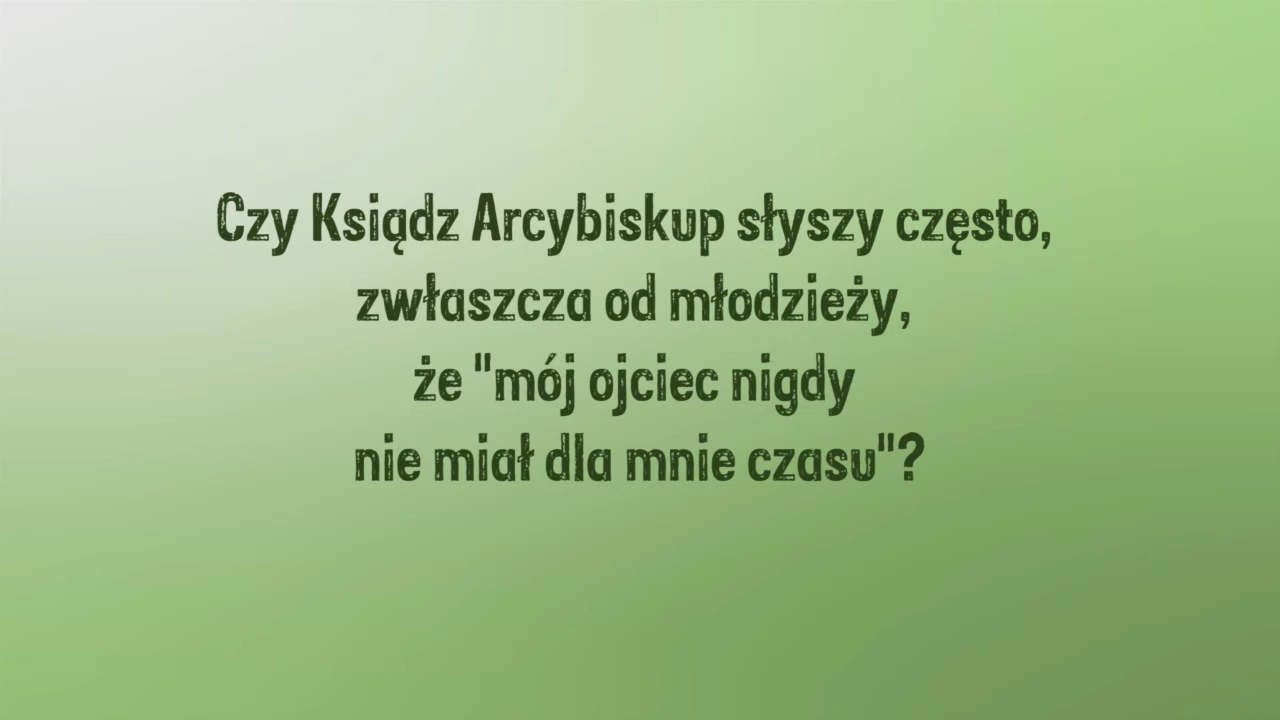 Czy Ksiądz Arcybiskup słyszy często,
zwłaszcza od młodzieży,
że "mój ojciec nigdy
nie miał dla mnie czasu"?